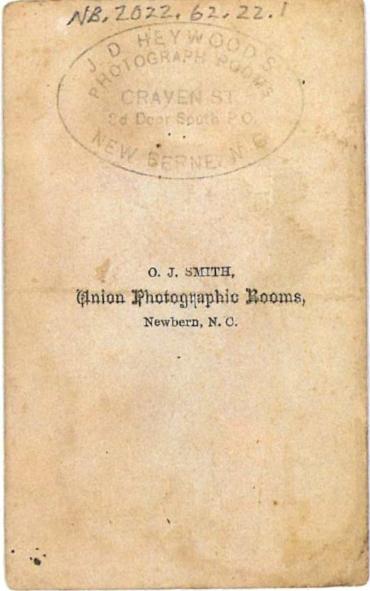 NB.2022.62.22.1
J D HEYWOOD'S
PHOTOGRAPH ROOMS
CRAVEN ST
3d Door South P.O.
NEW BERNE, N C
O. J. SMITH,
Union Photographic Rooms,
Newbern, N. C.